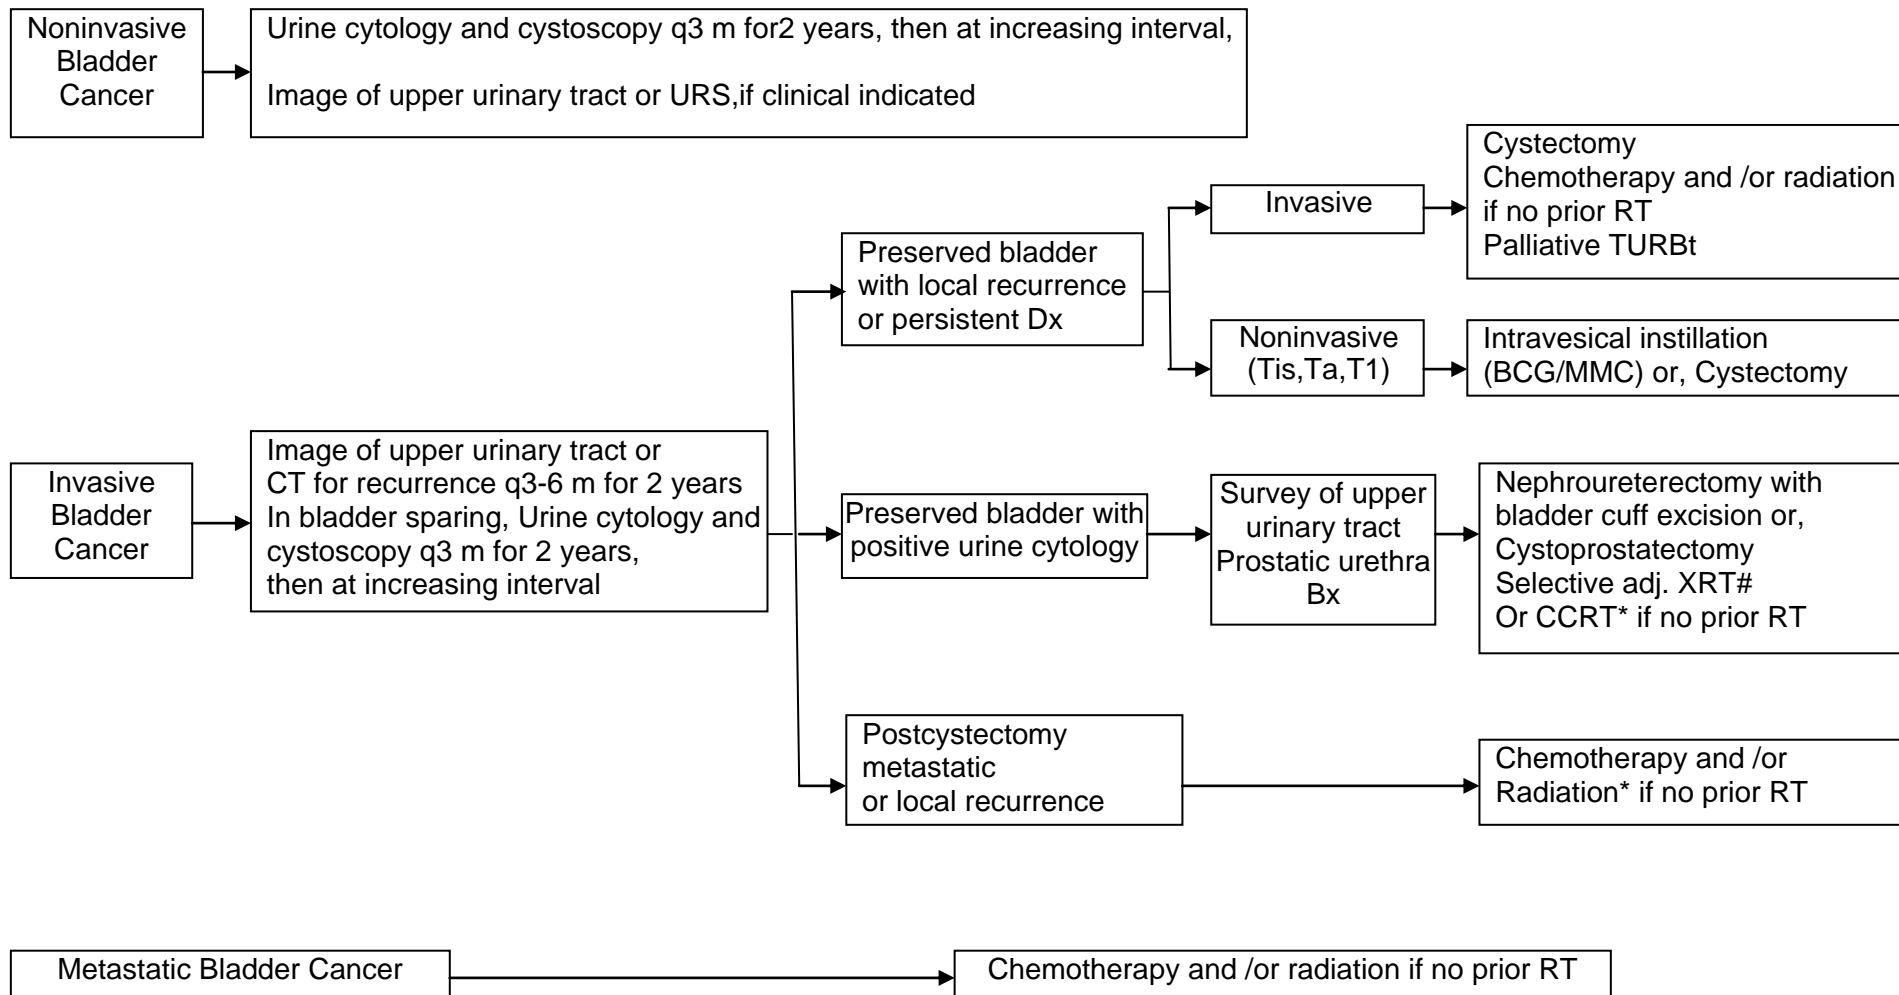 Noninvasive
Bladder
Cancer
Urine cytology and cystoscopy q3 m for2 years, then at increasing interval,
Image of upper urinary tract or URS,if clinical indicated
Invasive
Bladder
Cancer
Image of upper urinary tract or
CT for recurrence q3-6 m for 2 years
In bladder sparing, Urine cytology and
cystoscopy q3 m for 2 years,
then at increasing interval
Preserved bladder
with local recurrence
or persistent Dx
Invasive
Cystectomy
Chemotherapy and /or radiation
if no prior RT
Palliative TURBt
Noninvasive
(Tis,Ta,T1)
Intravesical instillation
(BCG/MMC) or, Cystectomy
Preserved bladder with
positive urine cytology
Survey of upper
urinary tract
Prostatic urethra
Bx
Nephroureterectomy with
bladder cuff excision or,
Cystoprostatectomy
Selective adj. XRT#
Or CCRT* if no prior RT
Postcystectomy
metastatic
or local recurrence
Chemotherapy and /or
Radiation* if no prior RT
Metastatic Bladder Cancer
Chemotherapy and /or radiation if no prior RT